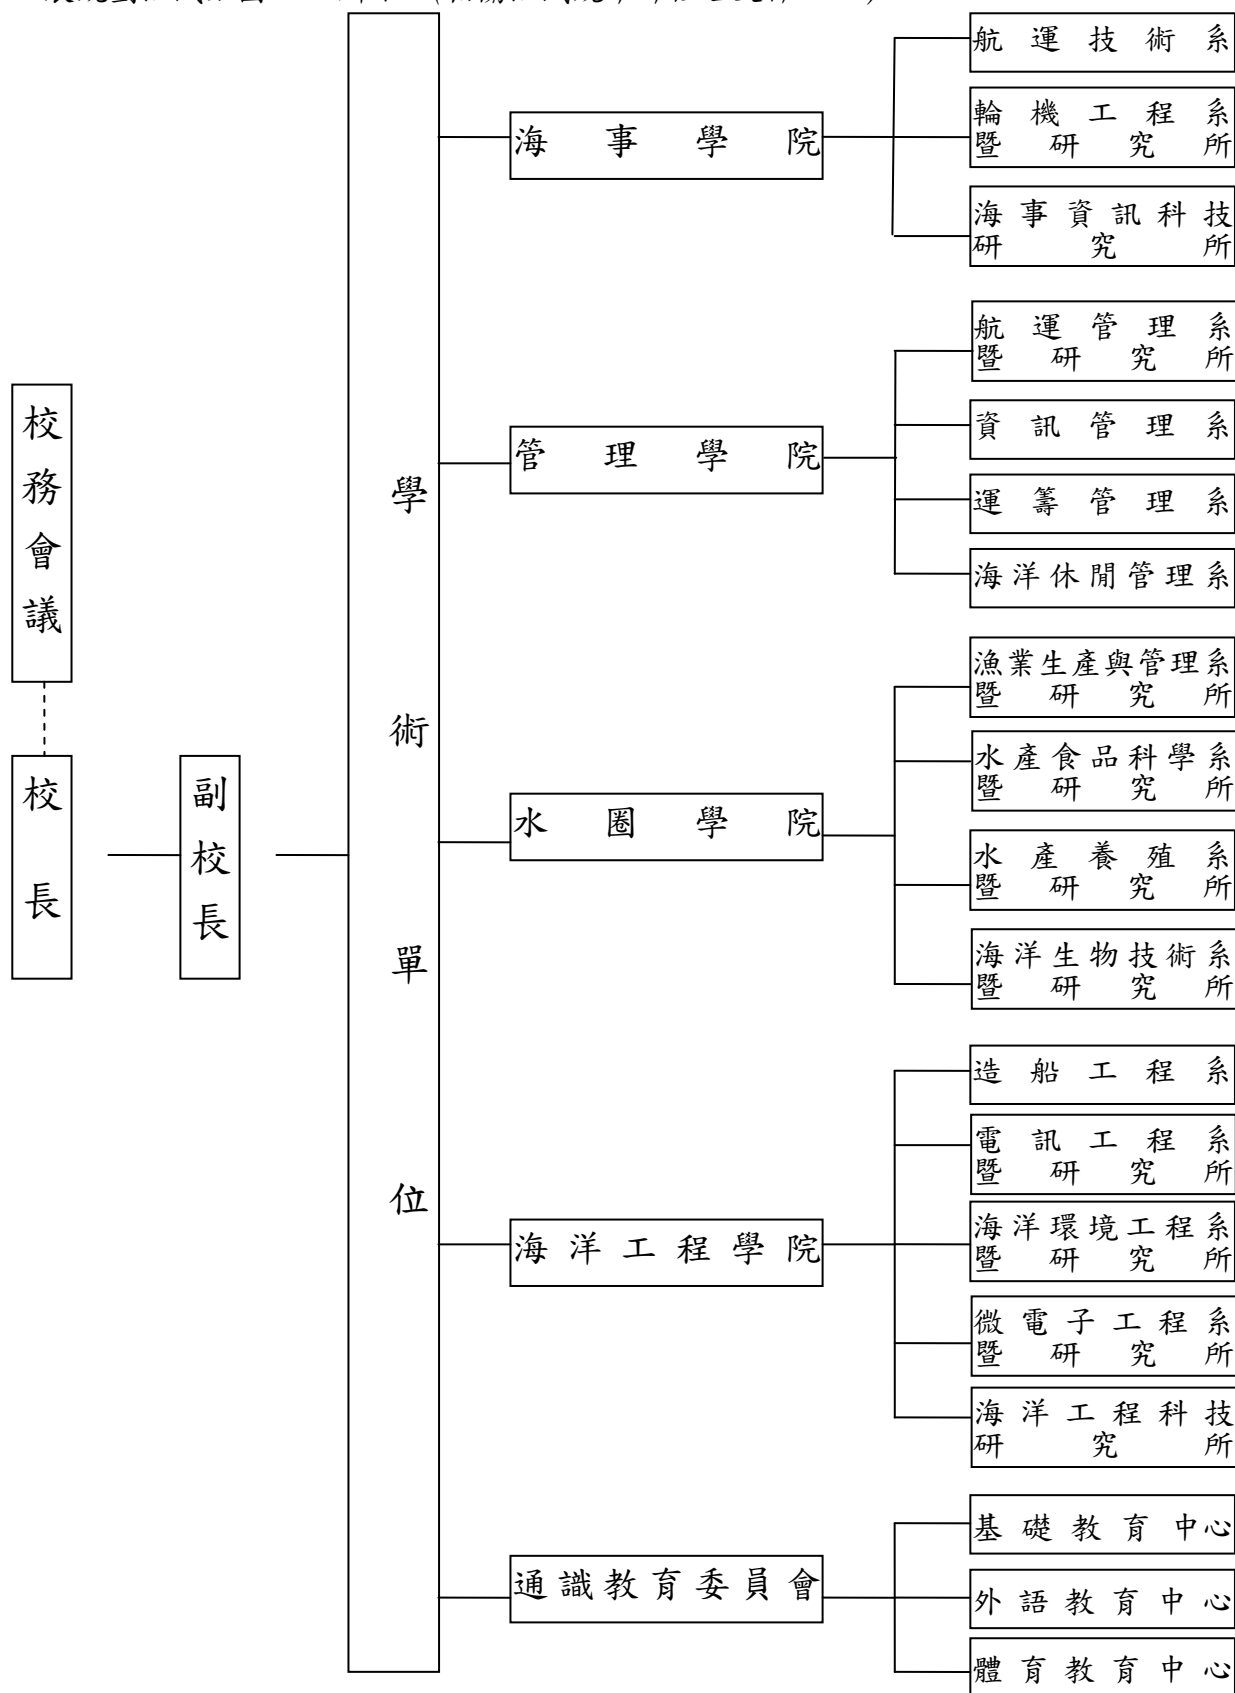 校務會議
校長
副校長
學術單位
海事學院
航運技術系
輪機工程系
暨研究所
海事資訊科技
研究所
管理學院
航運管理系
暨研究所
資訊管理系
運籌管理系
海洋休閒管理系
水圈學院
漁業生產與管理系
暨研究所
水產食品科學系
暨研究所
水產養殖系
暨研究所
海洋生物技術系
暨研究所
海洋工程學院
造船工程系
電訊工程系
暨研究所
海洋環境工程系
暨研究所
微電子工程系
暨研究所
海洋工程科技
研究所
通識教育委員會
基礎教育中心
外語教育中心
體育教育中心